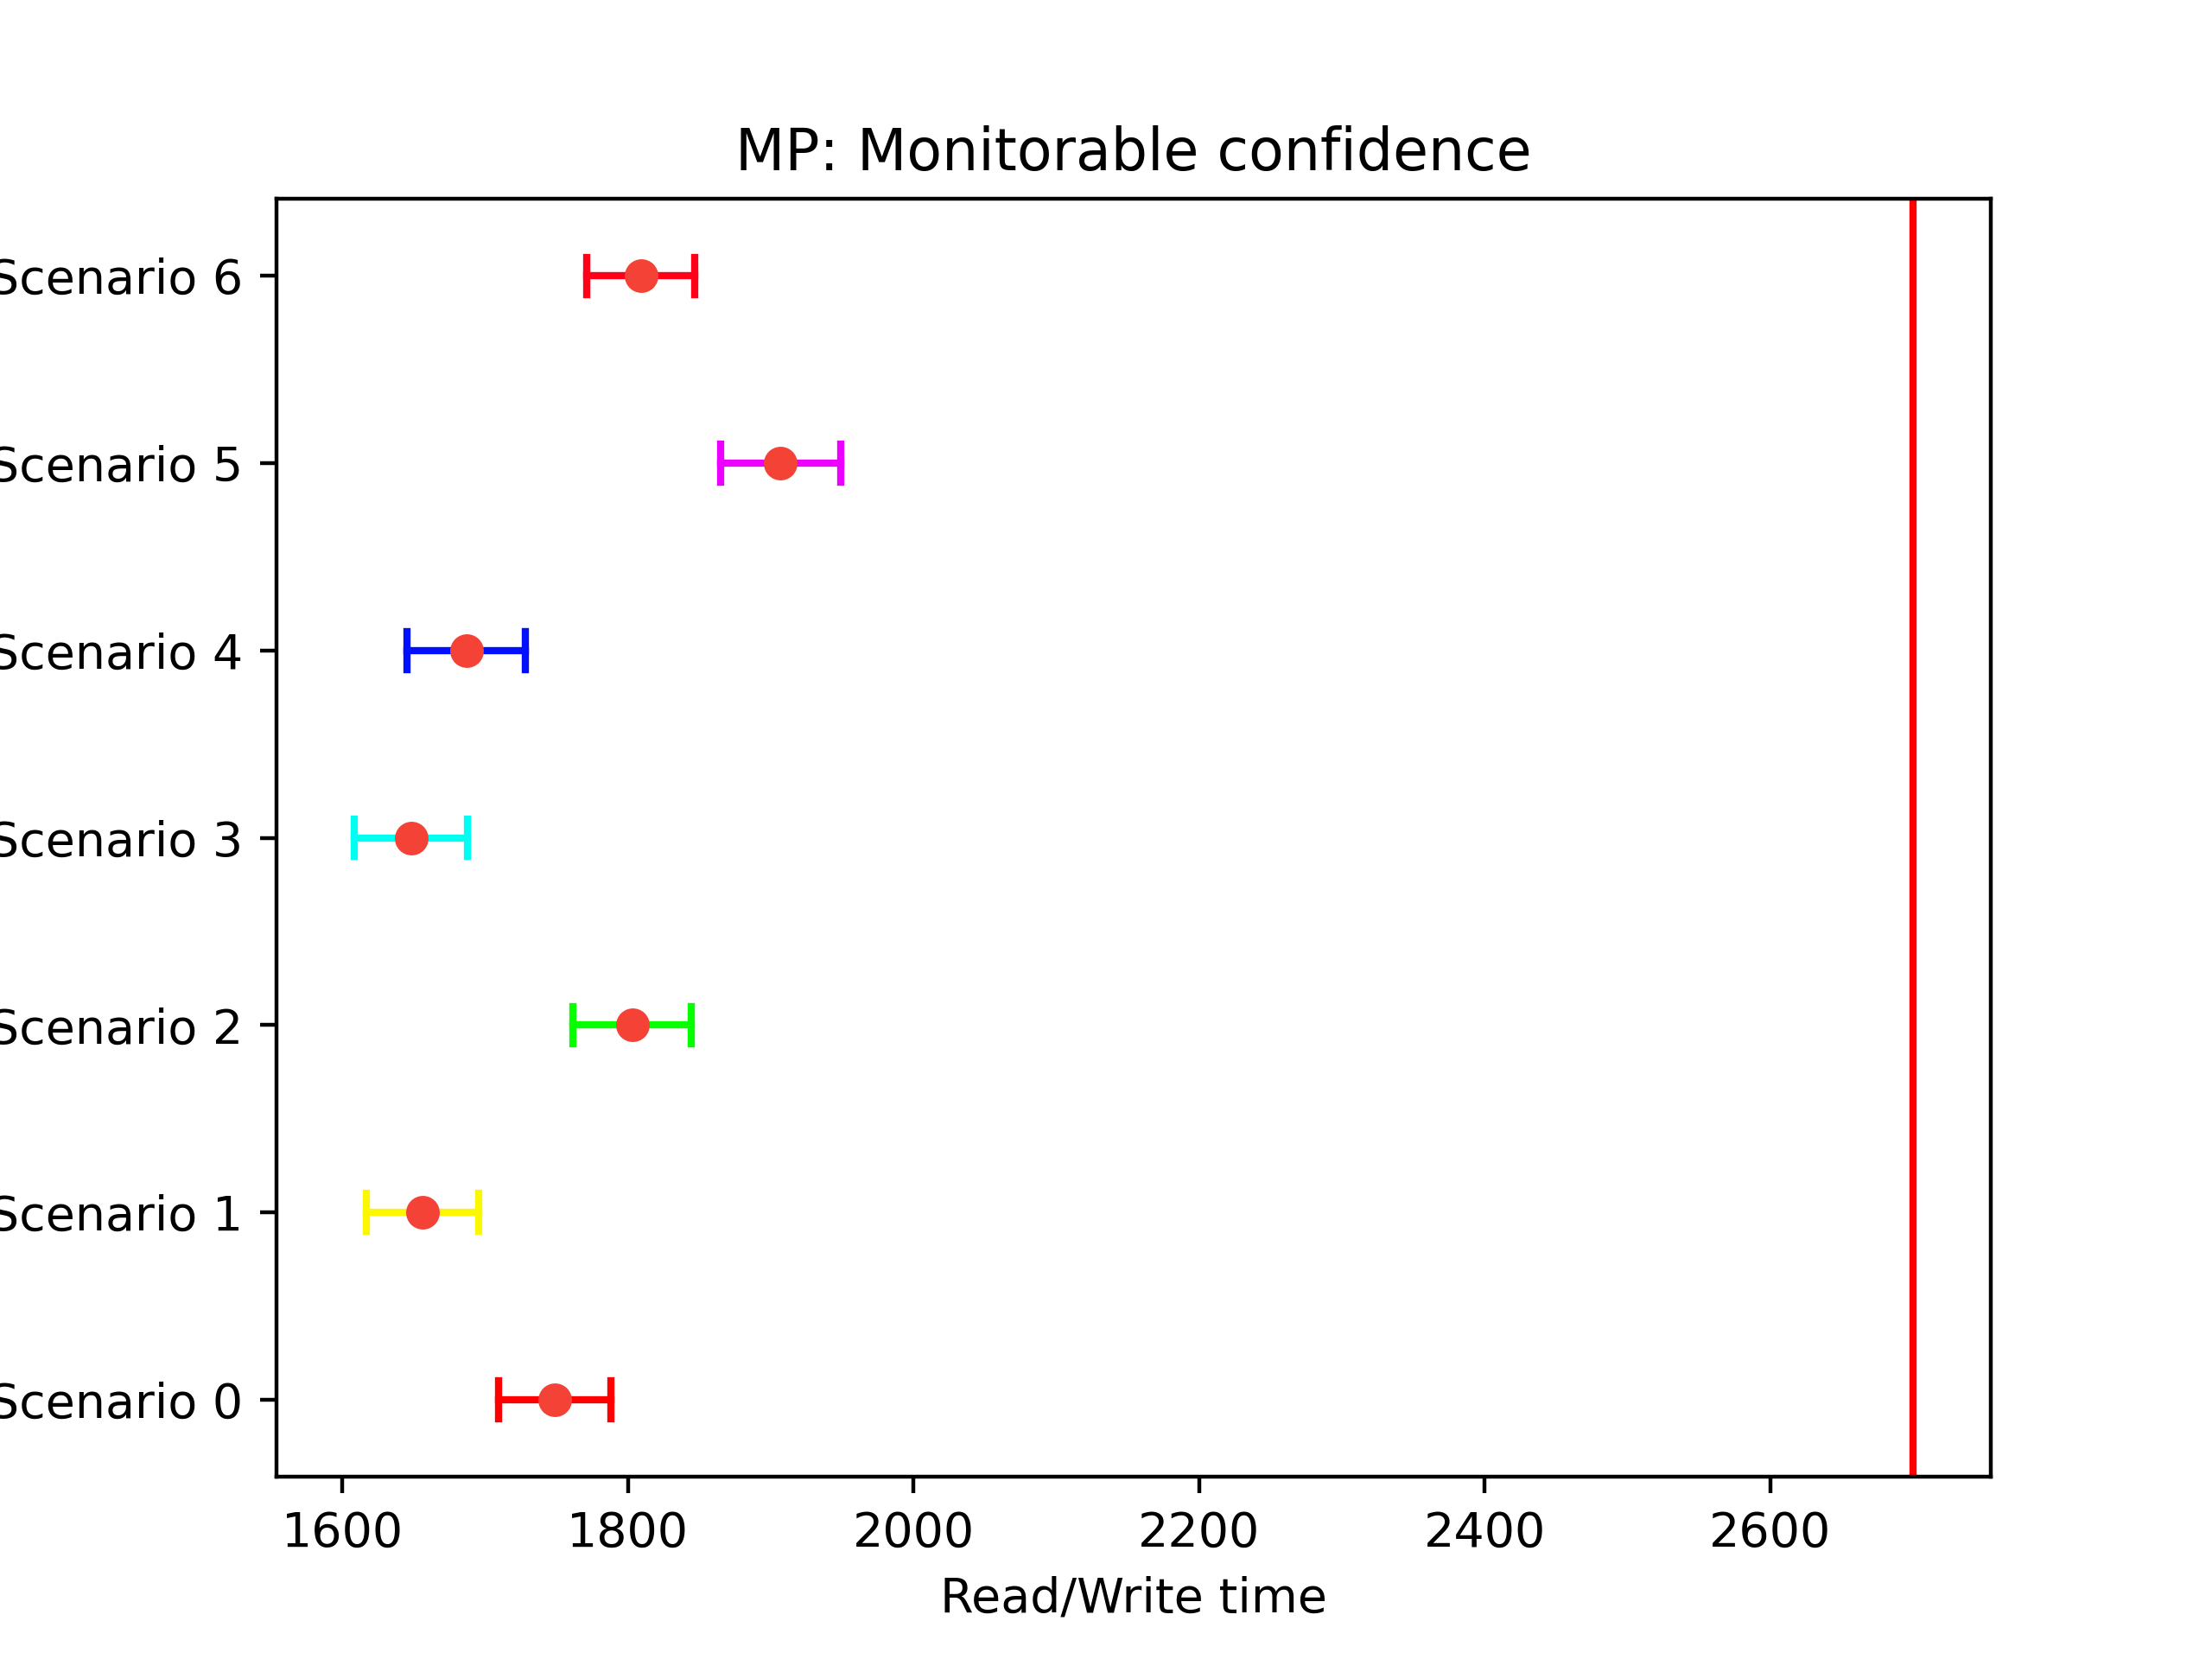 MP: Monitorable confidence
Scenario 6
Scenario 5
Scenario 4
Scenario 3
Scenario 2
Scenario 1
Scenario 0
1600 1800 2000 2200 2400 2600
Read/Write time